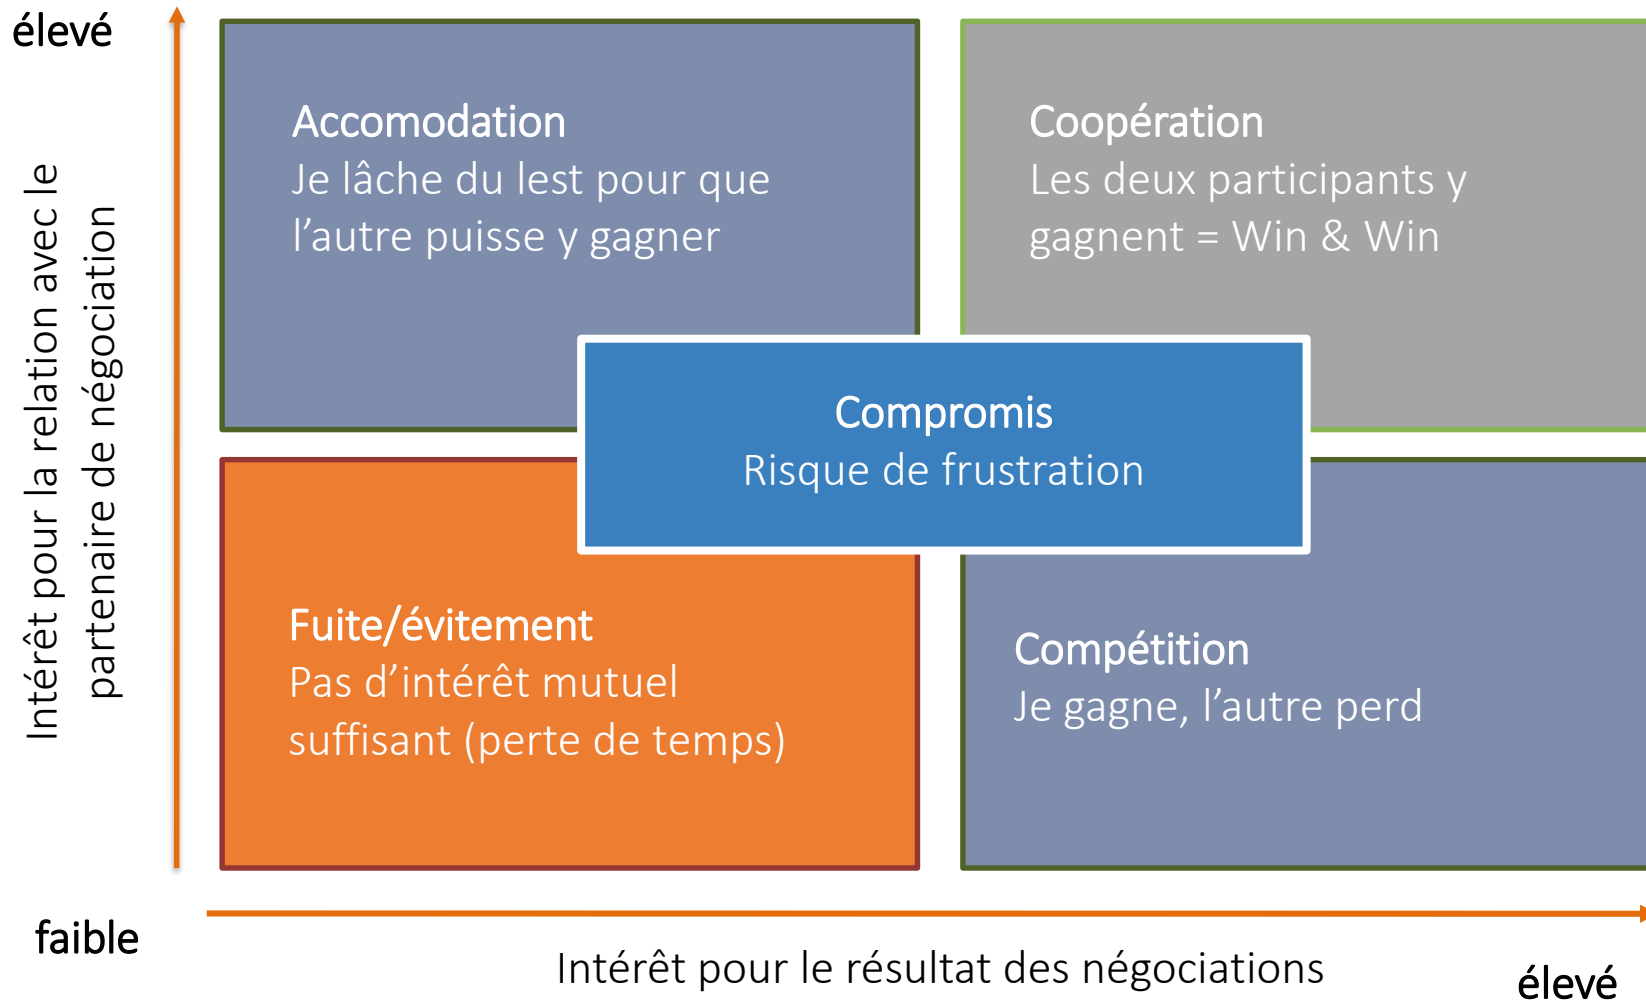 élevé
Intérêt pour la relation avec le
partenaire de négociation
Accomodation
Je lâche du lest pour que
l’autre puisse y gagner
Coopération
Les deux participants y
gagnent = Win & Win
Compromis
Risque de frustration
Fuite/évitement
Pas d’intérêt mutuel
suffisant (perte de temps)
Compétition
Je gagne, l’autre perd
faible
Intérêt pour le résultat des négociations
élevé